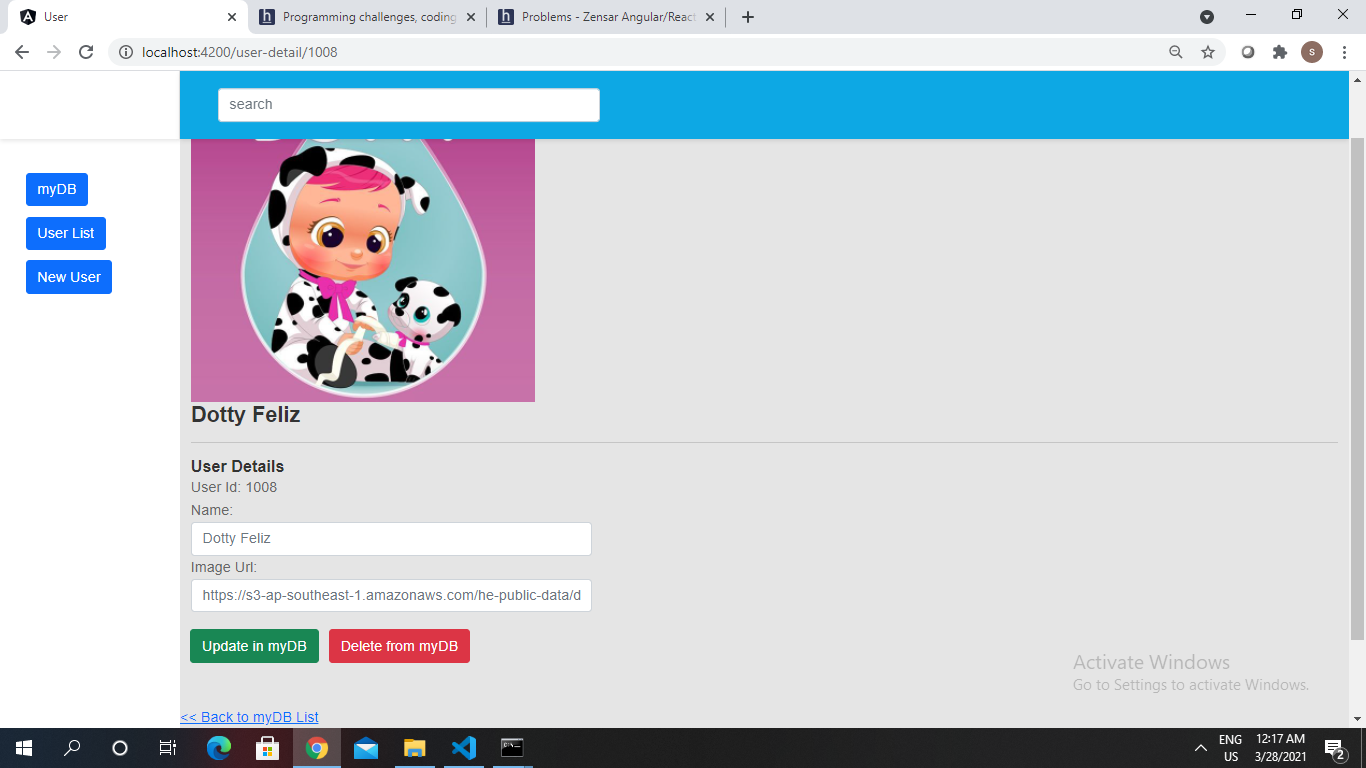 User
Programming challenges, coding
Problems - Zensar Angular/React
localhost:4200/user-detail/1008
S
search
myDB
User List
New User
Dotty Feliz
User Details
User Id: 1008
Name:
Dotty Feliz
Image Url:
https://s3-ap-southeast-1.amazonaws.com/he-public-data/d
Update in myDB
Delete from myDB
Activate Windows
Go to Settings to activate Windows.
<< Back to myDB List
ENG
US
12:17 AM
3/28/2021
2